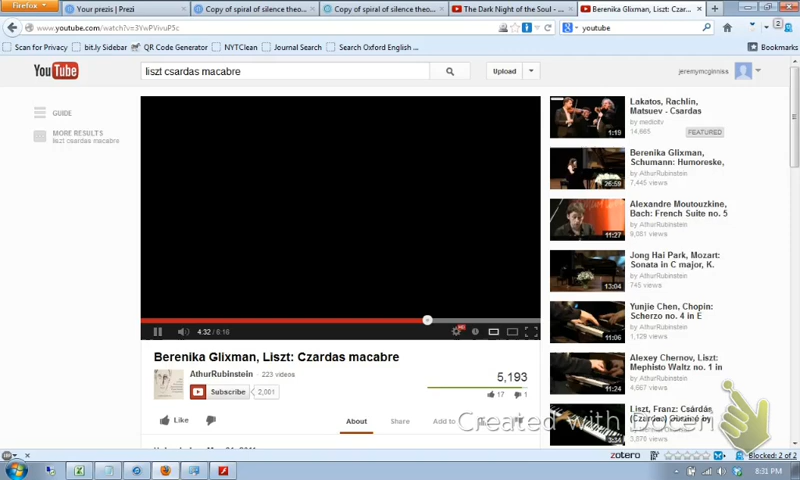 Firefox
Your prezis | Prezi
Copy of spiral of silence theo...
Copy of spiral of silence theo...
The Dark Night of the Soul - ...
Berenika Glixman, Liszt: Czar...
www.youtube.com/watch?v=3YwPVivuP5c
youtube
Scan for Privacy
bit.ly Sidebar
QR Code Generator
NYTClean
Journal Search
Search Oxford English ...
Bookmarks
You Tube
liszt csardas macabre
Upload
jeremymcginniss
GUIDE
MORE RESULTS
liszt csardas macabre
4:32 / 6:16
Berenika Glixman, Liszt: Czardas macabre
AthurRubinstein · 223 videos
Subscribe 2,001
5,193
17 1
Like
About
Share
Add to
Lakatos, Rachlin,
Matsuev - Csardas
by medicitv
14,665
FEATURED
1:19
Berenika Glixman,
Schumann: Humoreske,
by AthurRubinstein
7,445 views
26:59
Alexandre Moutouzkine,
Bach: French Suite no. 5
by AthurRubinstein
9,081 views
11:27
Jong Hai Park, Mozart:
Sonata in C major, K.
by AthurRubinstein
745 views
13:04
Yunjie Chen, Chopin:
Scherzo no. 4 in E
by AthurRubinstein
1,129 views
11:06
Alexey Chernov, Liszt:
Mephisto Waltz no. 1 in
by AthurRubinstein
4,667 views
11:24
Liszt, Franz: Csárdás,
3,870 views
3:34
Created with
zotero
Blocked: 2 of 2
8:31 PM